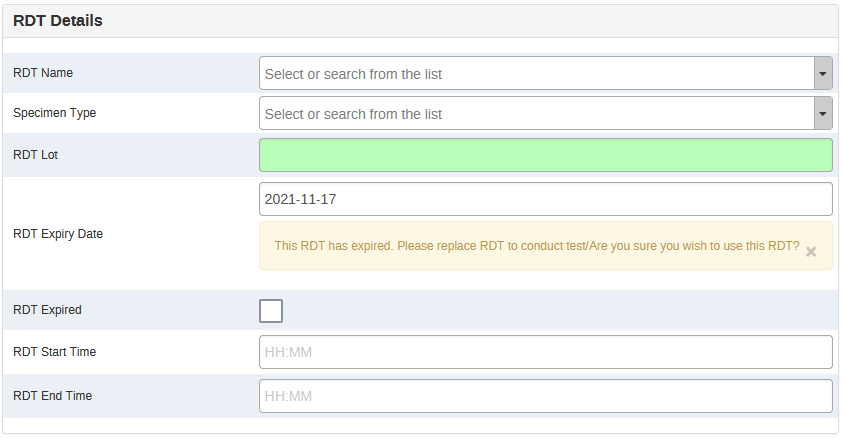 RDT Details
RDT Name
Select or search from the list
Specimen Type
Select or search from the list
RDT Lot
2021-11-17
RDT Expiry Date
This RDT has expired. Please replace RDT to conduct test/Are you sure you wish to use this RDT? ×
RDT Expired
RDT Start Time
HH:MM
RDT End Time
HH:MM